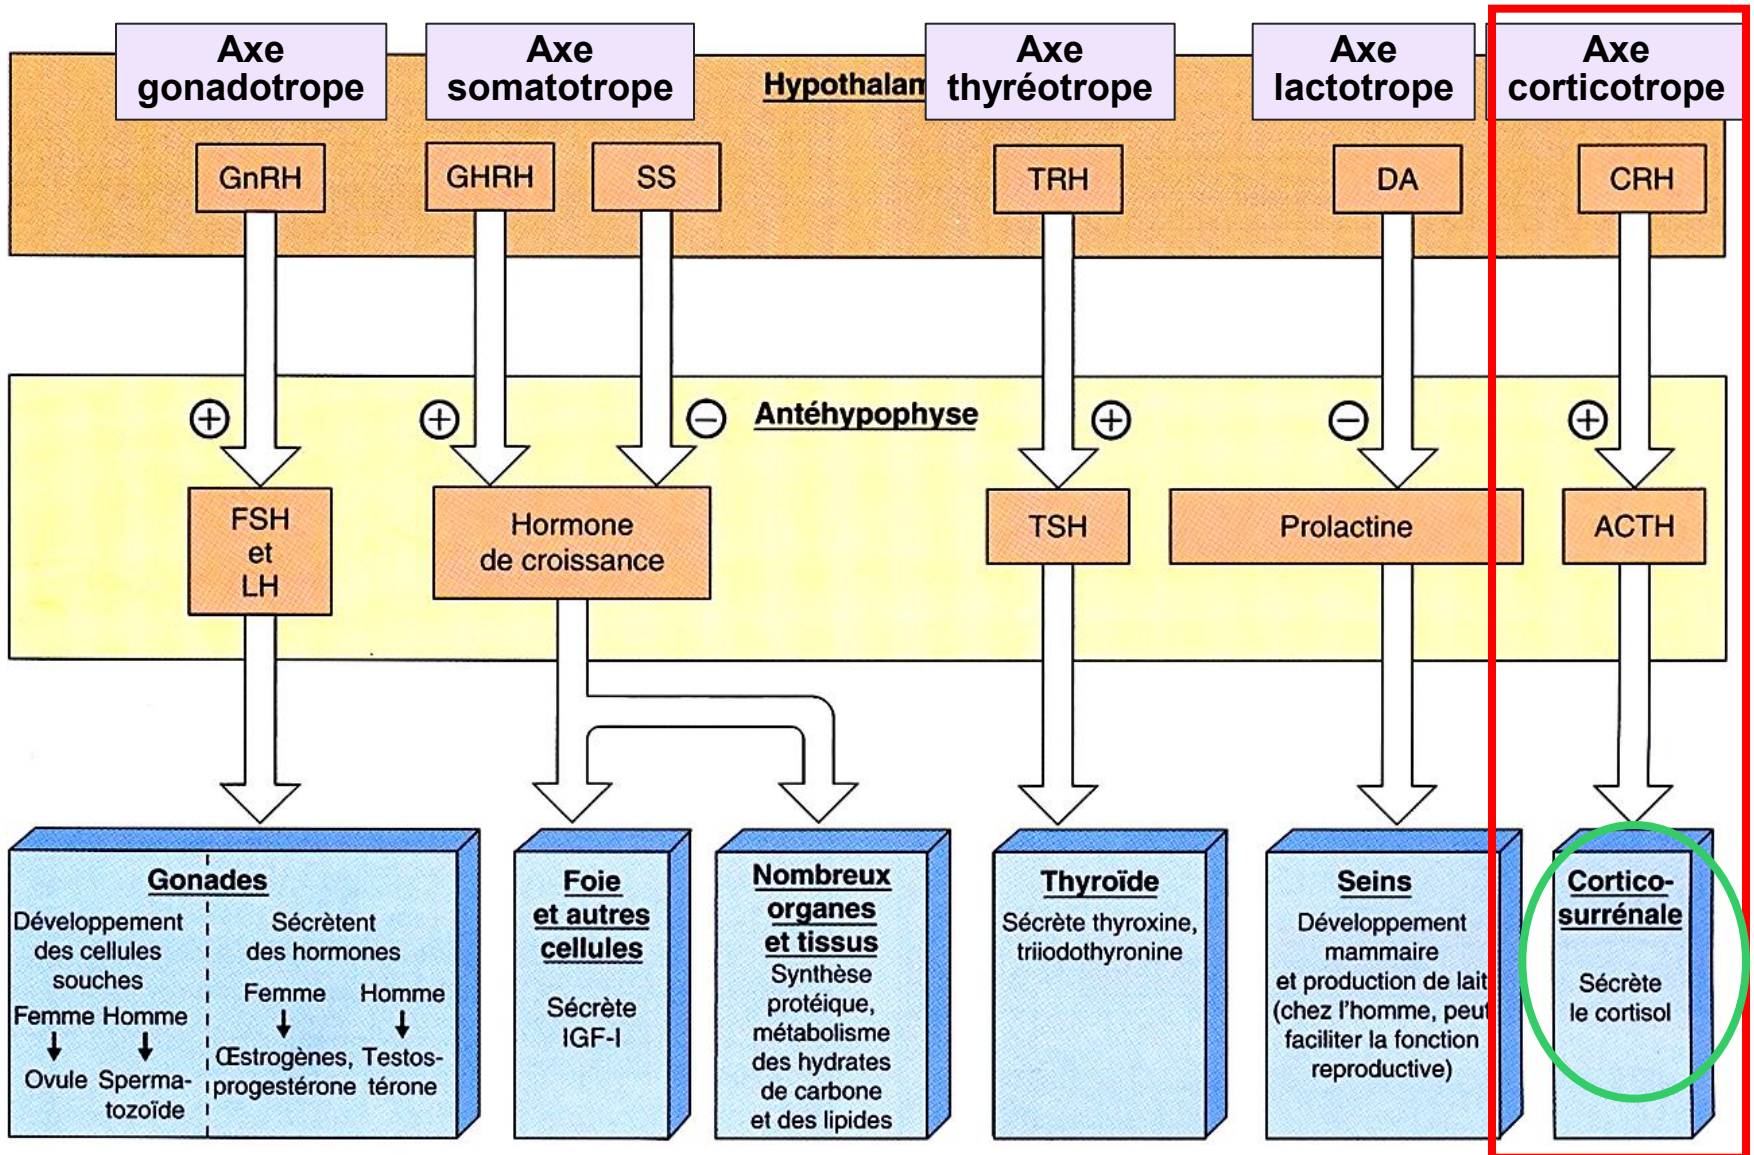 Axe
gonadotrope
Axe
somatotrope
Hypothalam
Axe
thyréotrope
Axe
lactotrope
Axe
corticotrope
GnRH
GHRH
SS
TRH
DA
CRH
+
+
−
Antéhypophyse
+
−
+
FSH
et
LH
Hormone
de croissance
TSH
Prolactine
ACTH
Gonades
Développement
des cellules
souches
Femme Homme
Ovule Sperma-
tozoïde
Sécrètent
des hormones
Femme Homme
Œstrogènes, Testos-
progestérone térone
Foie
et autres
cellules
Sécrète
IGF-I
Nombreux
organes
et tissus
Synthèse
protéique,
métabolisme
des hydrates
de carbone
et des lipides
Thyroïde
Sécrète thyroxine,
triiodothyronine
Seins
Développement
mammaire
et production de lait
(chez l'homme, peut
faciliter la fonction
reproductive)
Cortico-
surrénale
Sécrète
le cortisol